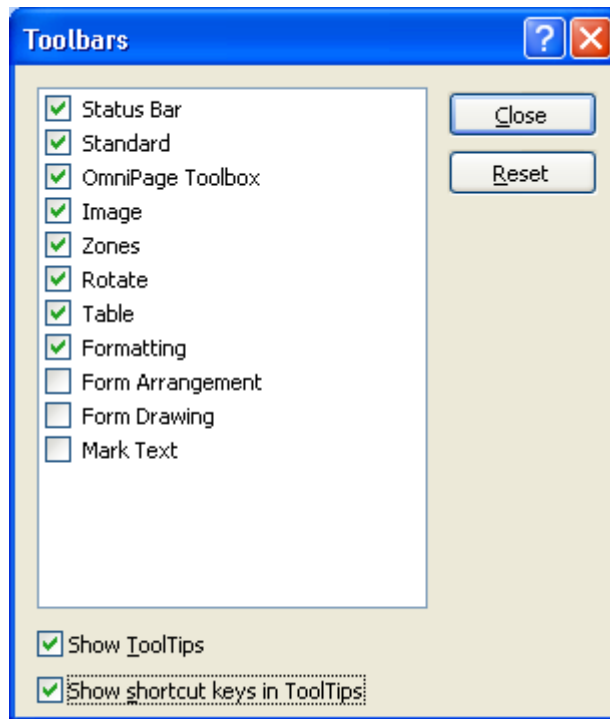 Toolbars
Status Bar
Standard
OmniPage Toolbox
Image
Zones
Rotate
Table
Formatting
Form Arrangement
Form Drawing
Mark Text
Close
Reset
Show ToolTips
Show shortcut keys in ToolTips